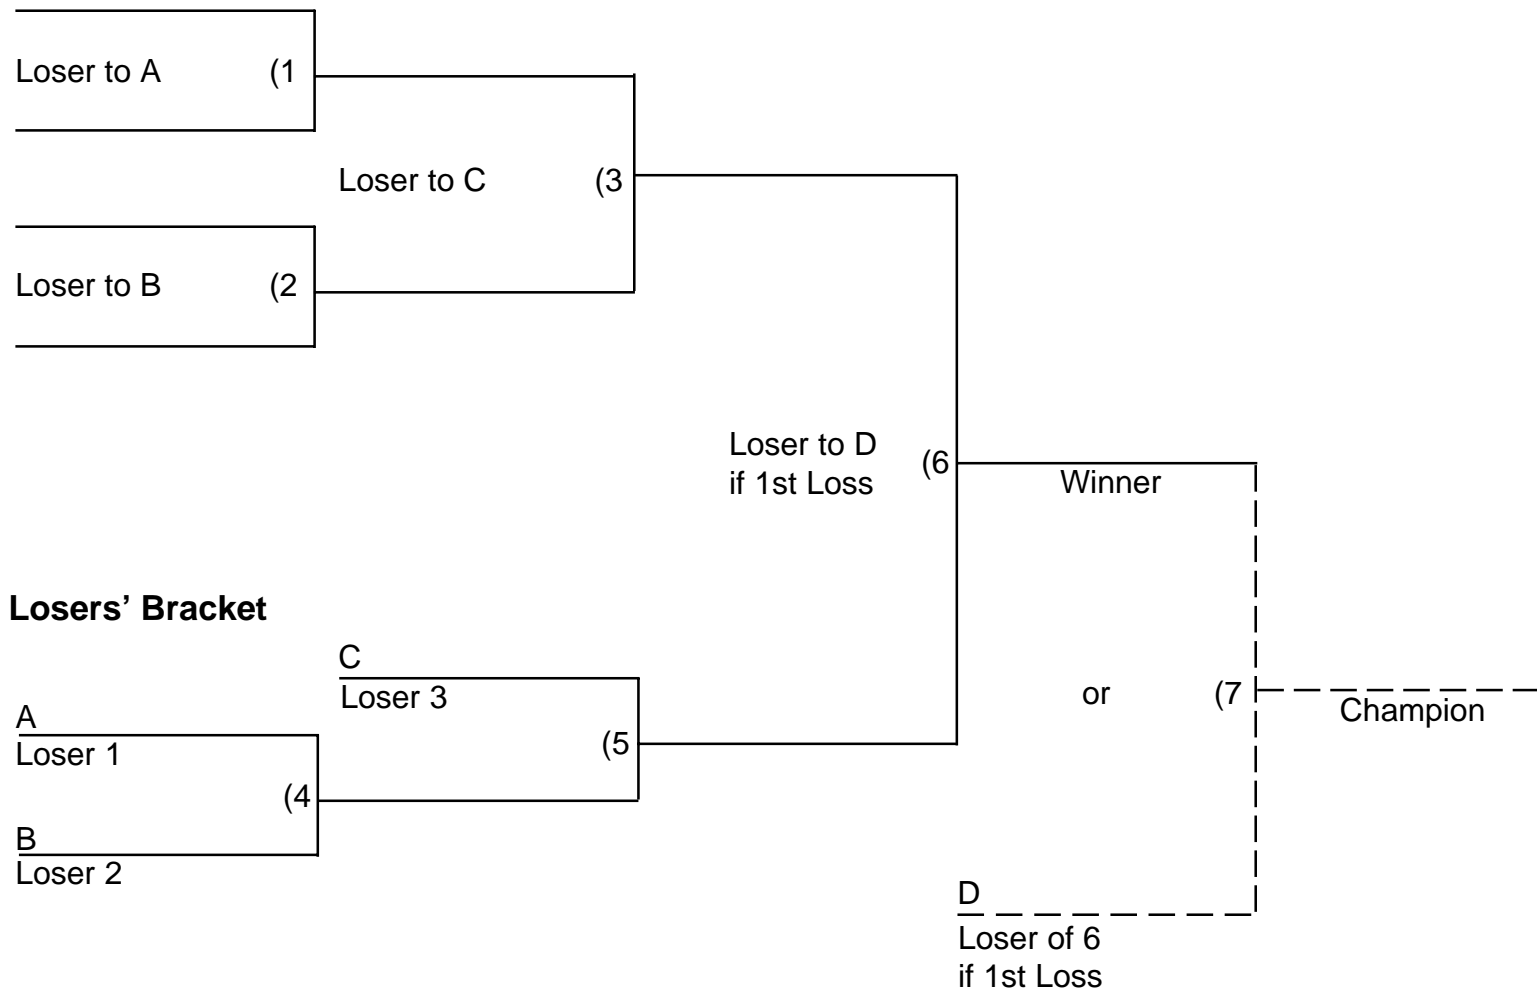 Loser to A (1
Loser to C (3
Loser to B (2
Loser to D
if 1st Loss
(6
Winner
Losers’ Bracket
C
Loser 3
A
Loser 1
(5
or (7
Champion
(4
B
Loser 2
D
Loser of 6
if 1st Loss